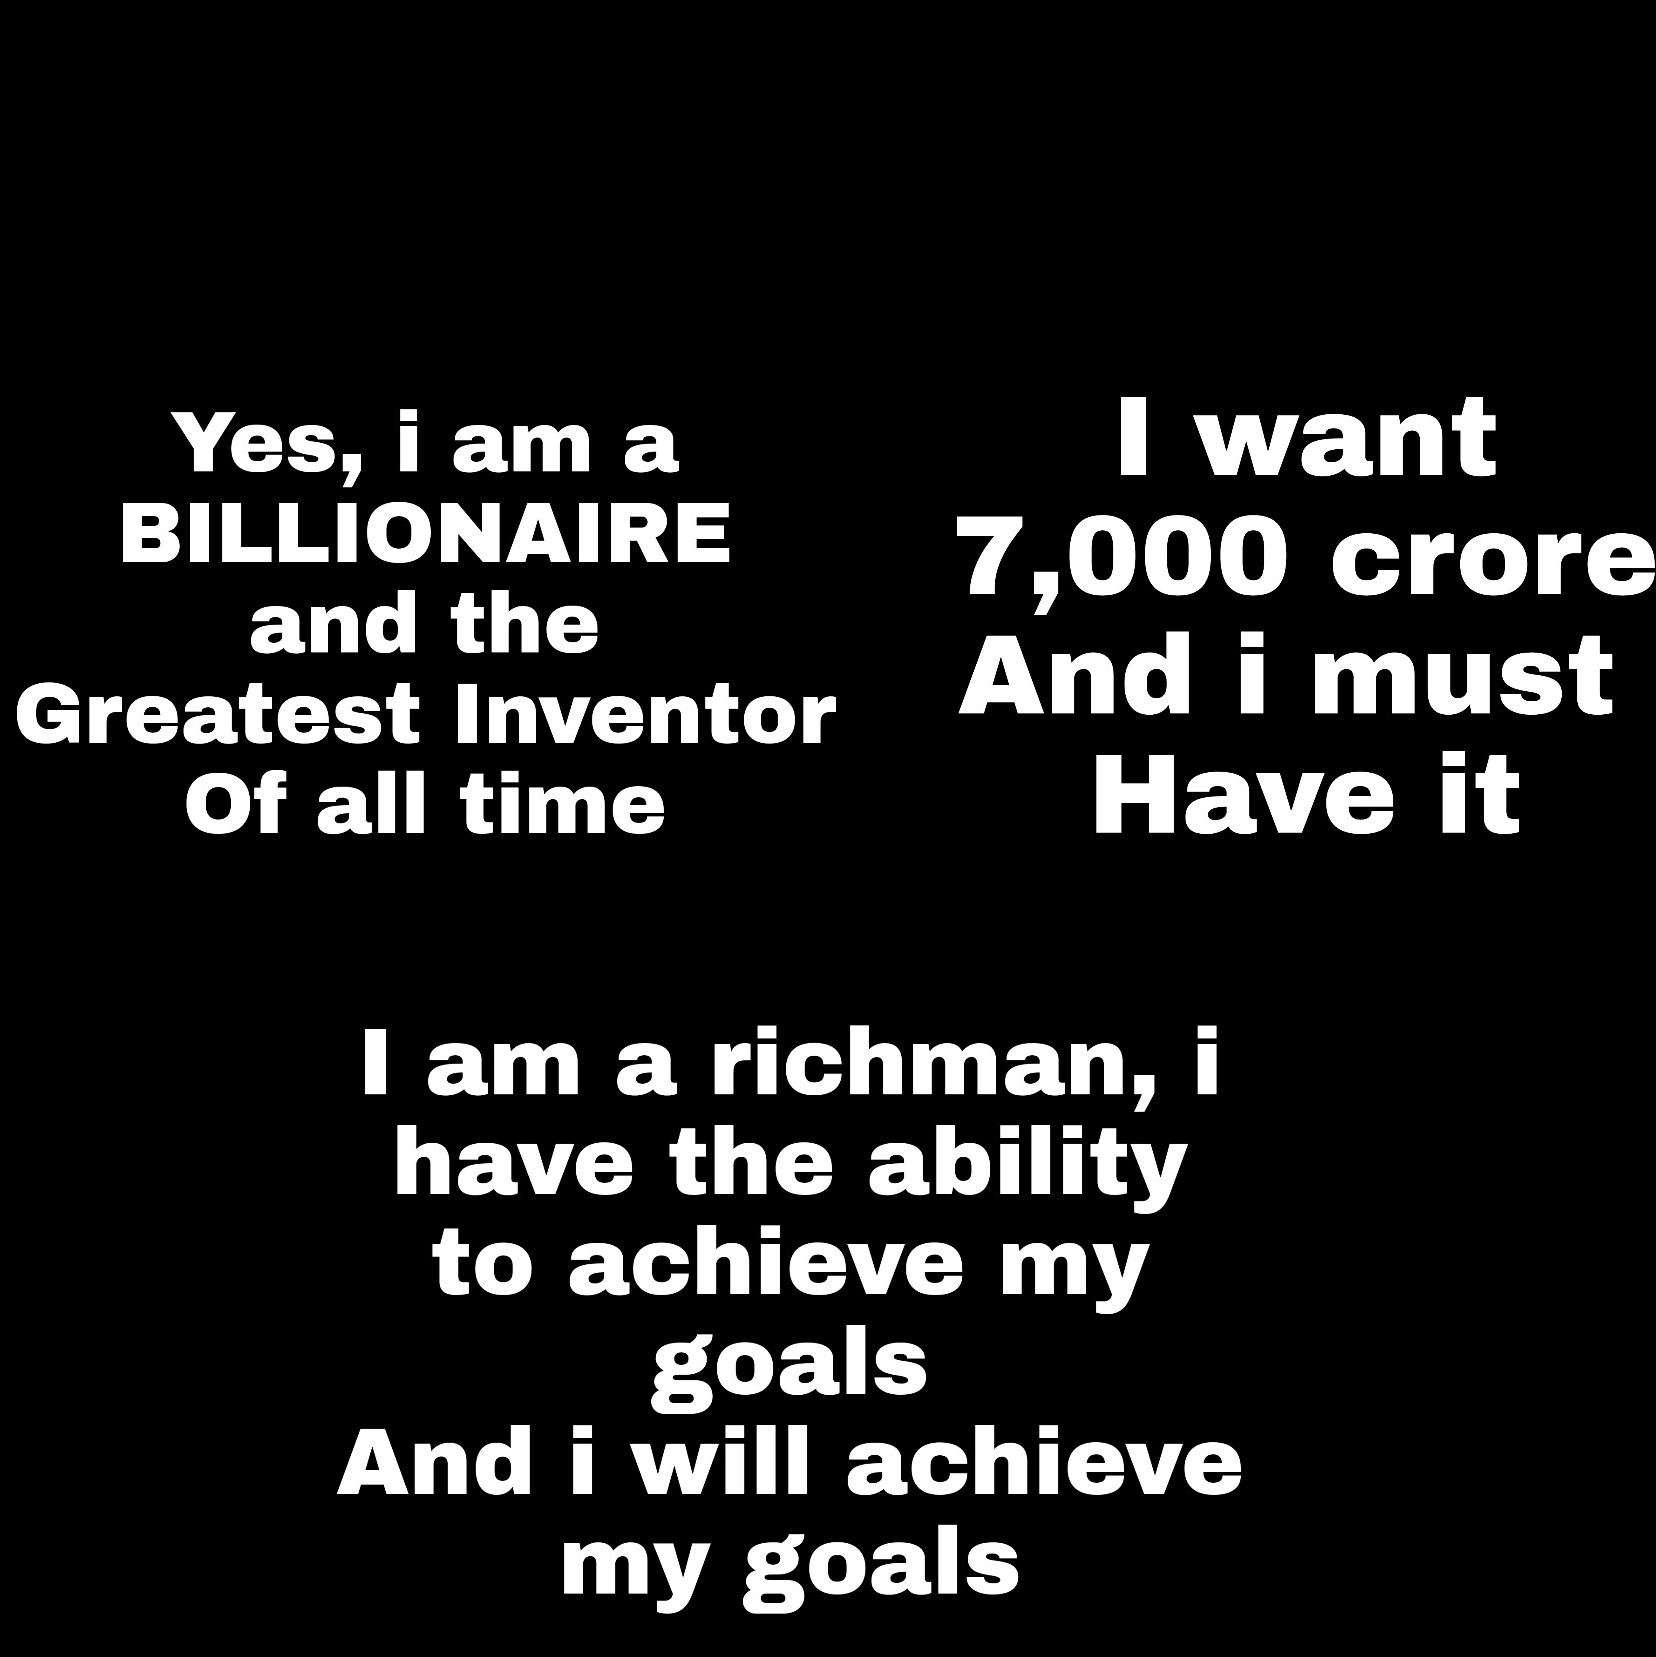 Yes, i am a
BILLIONAIRE
and the
Greatest Inventor
Of all time
I want
7,000 crore
And i must
Have it
I am a richman, i
have the ability
to achieve my
goals
And i will achieve
my goals